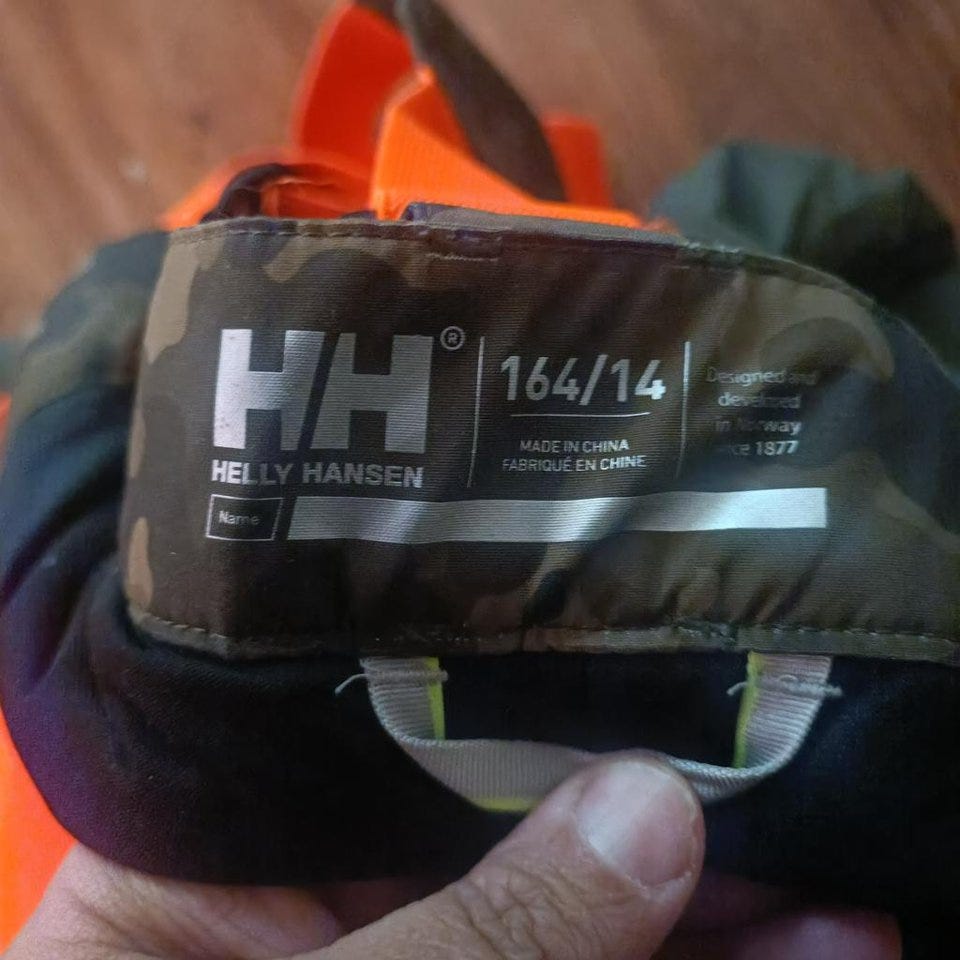 HH®
HELLY HANSEN
164/14
MADE IN CHINA
FABRIQUÉ EN CHINE
Designed and
developed
in Norway
since 1877
Name